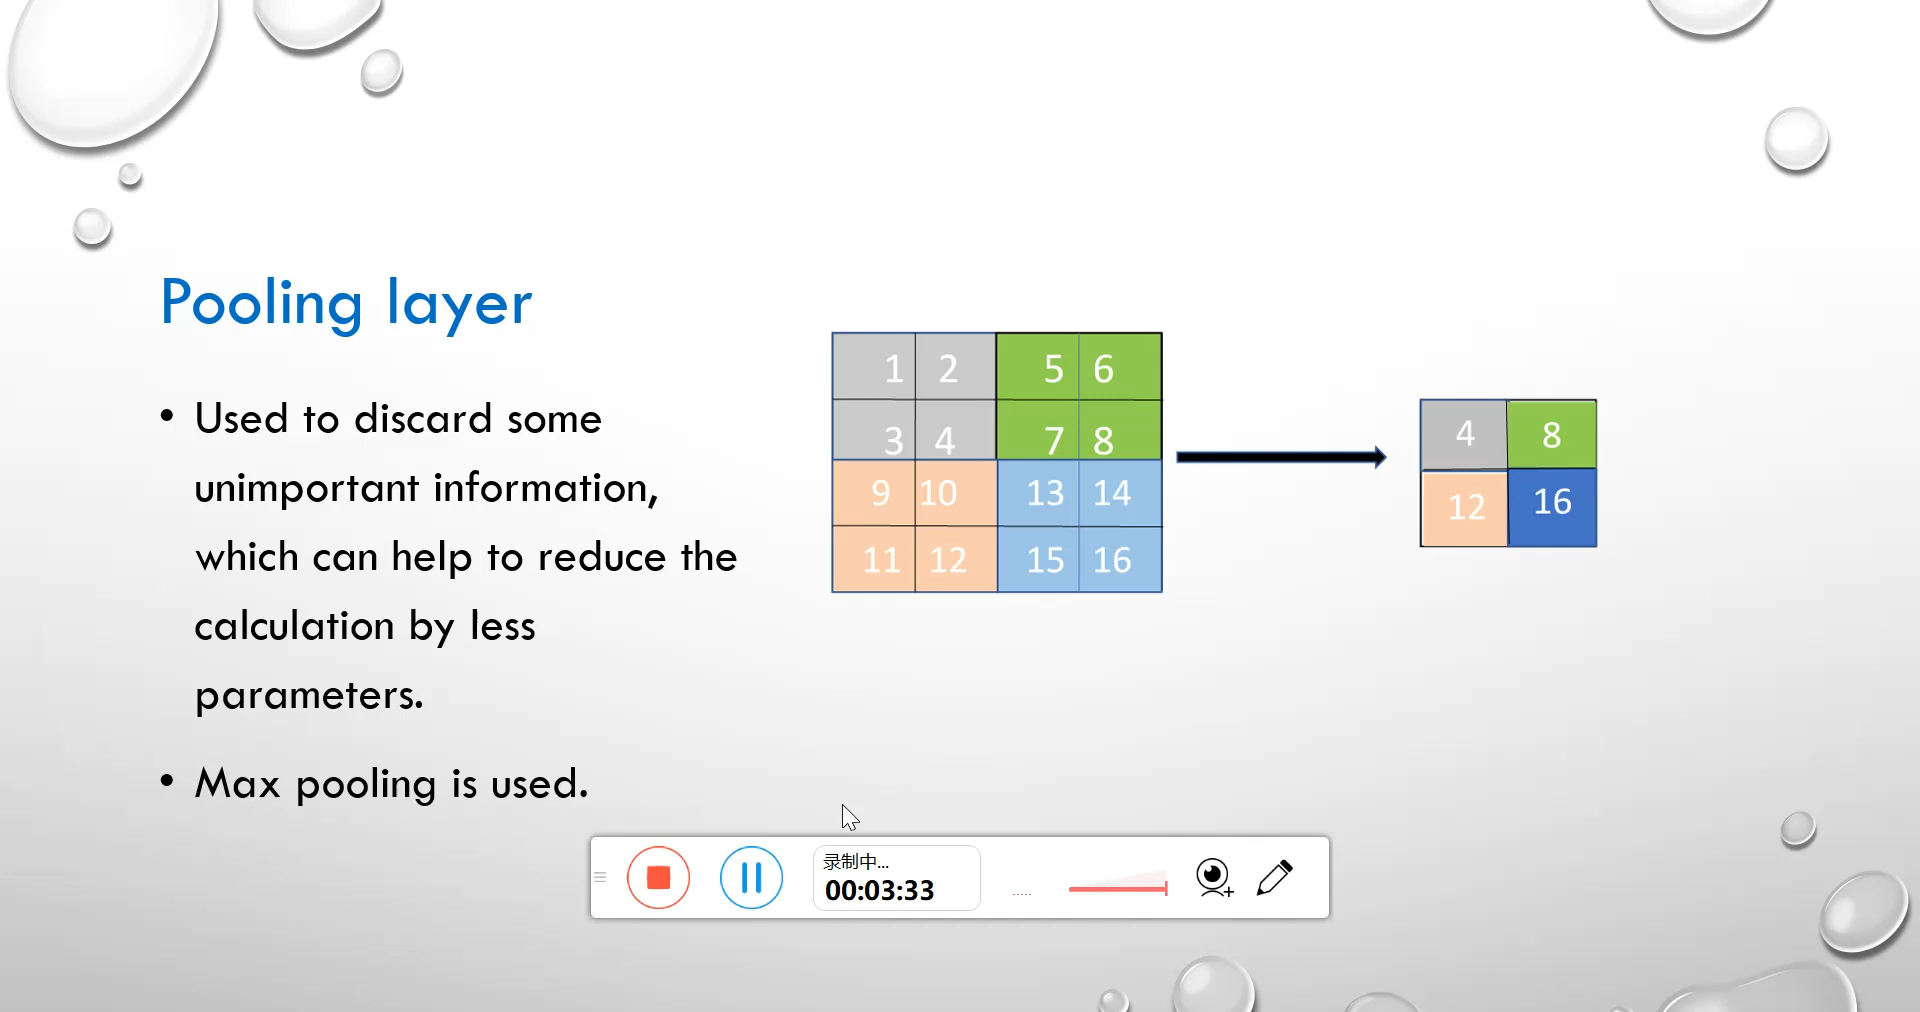 Pooling layer
• Used to discard some
unimportant information,
which can help to reduce the
calculation by less
parameters.
• Max pooling is used.
1 2 5 6
3 4 7 8
9 10 13 14
11 12 15 16
4 8
12 16
录制中...
00:03:33